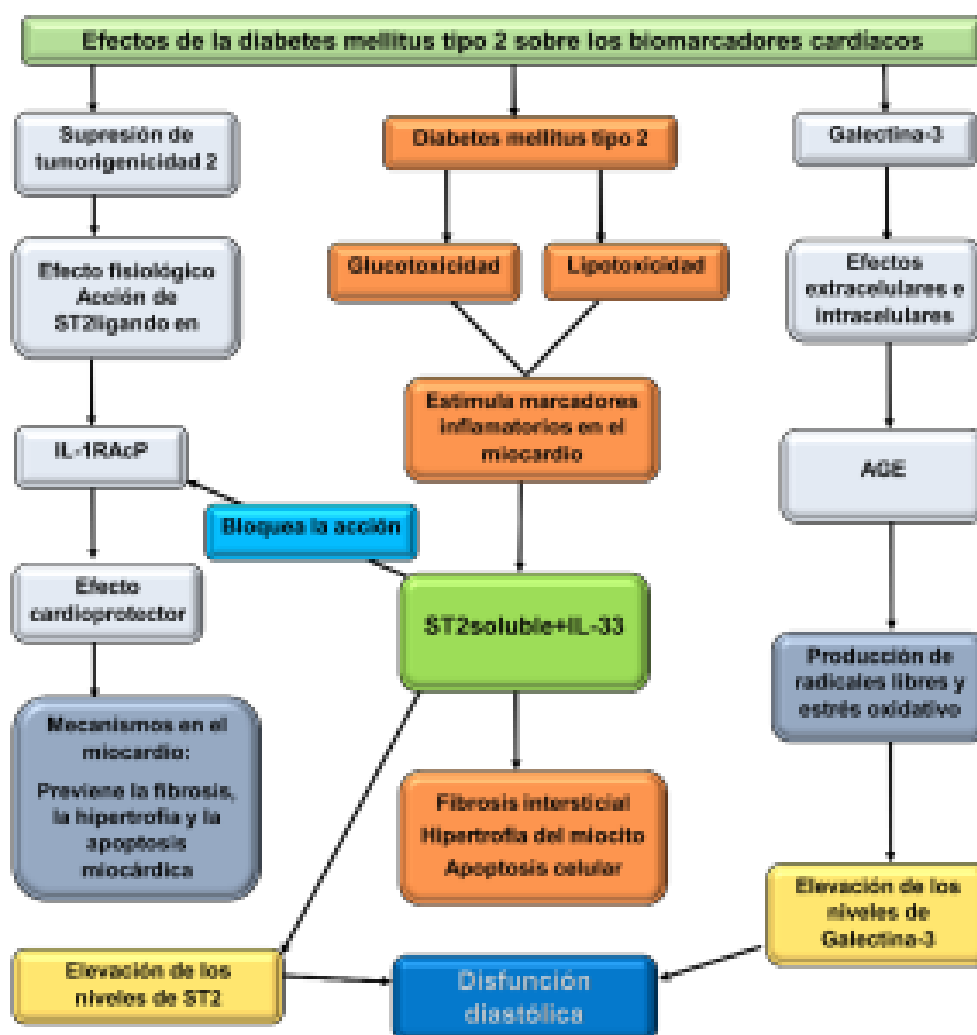 Efectos de la diabetes mellitus tipo 2 sobre los biomarcadores cardíacos
Supresión de
tumorigenicidad 2
Efecto fisiológico
Acción de
ST2ligando en
IL-1RAcP
Efecto
cardioprotector
Mecanismos en el
miocardio:
Previene la fibrosis,
la hipertrofia y la
apoptosis
miocárdica
Elevación de los
niveles de ST2
Diabetes mellitus tipo 2
Glucotoxicidad
Lipotoxicidad
Estimula marcadores
inflamatorios en el
miocardio
Bloquea la acción
ST2soluble+IL-33
Fibrosis intersticial
Hipertrofia del miocito
Apoptosis celular
Disfunción
diastólica
Galectina-3
Efectos
extracelulares e
intracelulares
AGE
Producción de
radicales libres y
estrés oxidativo
Elevación de los
niveles de
Galectina-3